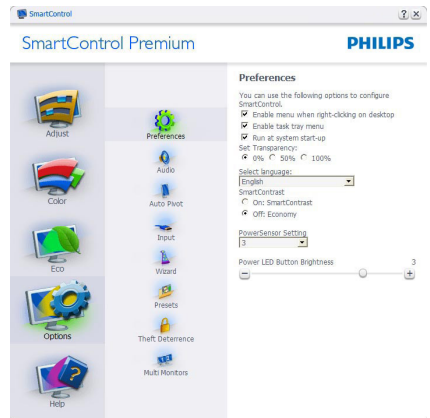 SmartControl
? ×
SmartControl Premium
PHILIPS
Adjust
Color
Eco
Options
Help
Preferences
Audio
Auto Pivot
Input
Wizard
Presets
Theft Deterrence
Multi Monitors
Preferences
You can use the following options to configure
SmartControl.
Enable menu when right-clicking on desktop
Enable task tray menu
Run at system start-up
Set Transparency:
0% 50% 100%
Select language:
English
SmartContrast
On: SmartContrast
Off: Economy
PowerSensor Setting
3
Power LED Button Brightness 3